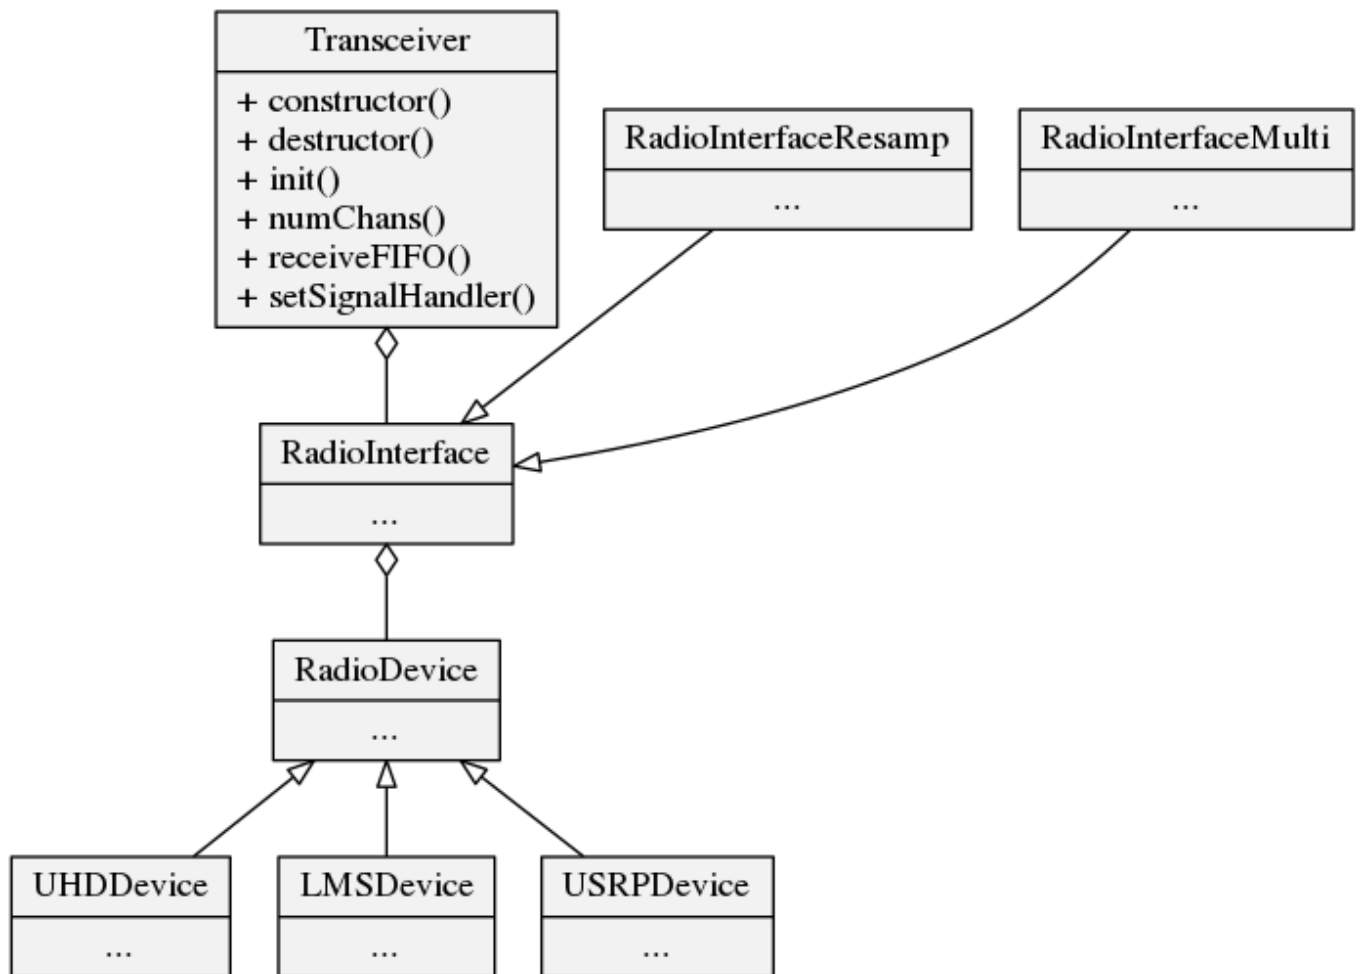 Transceiver
+ constructor()
+ destructor()
+ init()
+ numChans()
+ receiveFIFO()
+ setSignalHandler()
RadioInterfaceResamp
...
RadioInterfaceMulti
...
RadioInterface
...
RadioDevice
...
UHDDevice
...
LMSDevice
...
USRPDevice
...